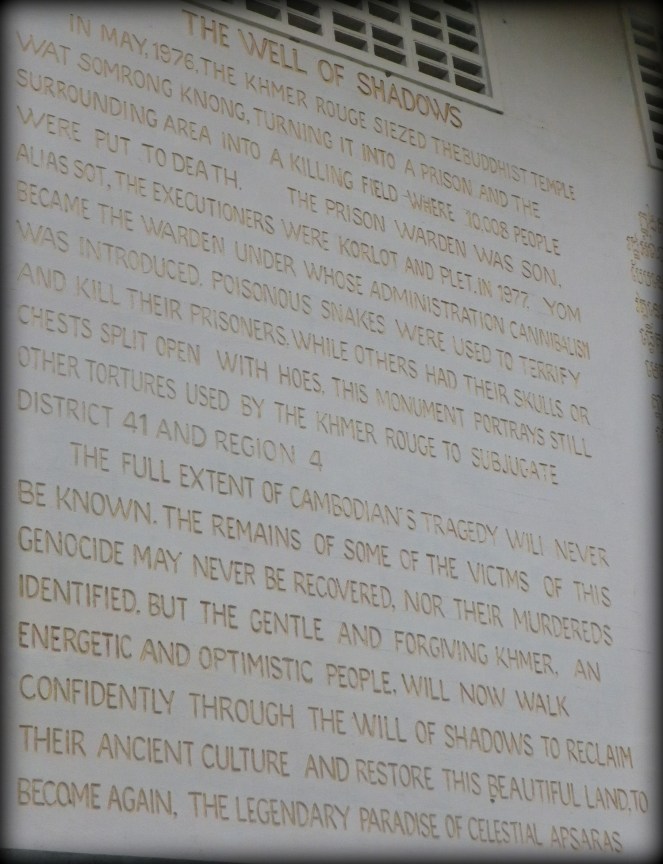 THE WELL OF SHADOWS
IN MAY, 1976, THE KHMER ROUGE SIEZED THE BUDDHIST TEMPLE
WAT SOMRONG KNONG, TURNING IT INTO A PRISON AND THE
SURROUNDING AREA INTO A KILLING FIELD WHERE 10,008 PEOPLE
WERE PUT TO DEATH. THE PRISON WARDEN WAS SON,
ALIAS SOT, THE EXECUTIONERS WERE KORLOT AND PLET. IN 1977, YOM
BECAME THE WARDEN UNDER WHOSE ADMINISTRATION CANNIBALISM
WAS INTRODUCED. POISONOUS SNAKES WERE USED TO TERRIFY
AND KILL THEIR PRISONERS. WHILE OTHERS HAD THEIR SKULLS OR
CHESTS SPLIT OPEN WITH HOES. THIS MONUMENT PORTRAYS STILL
OTHER TORTURES USED BY THE KHMER ROUGE TO SUBJUGATE
DISTRICT 41 AND REGION 4
THE FULL EXTENT OF CAMBODIAN'S TRAGEDY WILL NEVER
BE KNOWN. THE REMAINS OF SOME OF THE VICTMS OF THIS
GENOCIDE MAY NEVER BE RECOVERED, NOR THEIR MURDEREDS
IDENTIFIED. BUT THE GENTLE AND FORGIVING KHMER, AN
ENERGETIC AND OPTIMISTIC PEOPLE, WILL NOW WALK
CONFIDENTLY THROUGH THE WILL OF SHADOWS TO RECLAIM
THEIR ANCIENT CULTURE AND RESTORE THIS BEAUTIFUL LAND, TO
BECOME AGAIN, THE LEGENDARY PARADISE OF CELESTIAL APSARAS